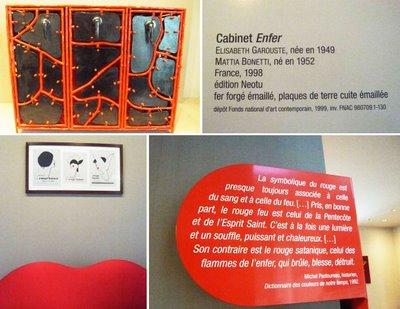 Cabinet Enfer
ELISABETH GAROUSTE, née en 1949
MATTIA BONETTI, né en 1952
France, 1998
édition Neotu
fer forgé émaillé, plaques de terre cuite émaillée
dépôt Fonds national d'art contemporain, 1999, inv. FNAC 980709.1-130
La symbolique du rouge est
presque toujours associée à celle
du sang et à celle du feu. [...] Pris, en bonne
part, le rouge feu est celui de la Pentecôte
et de l'Esprit Saint. C'est à la fois une lumière
et un souffle, puissant et chaleureux. [...]
Son contraire est le rouge satanique, celui des
flammes de l'enfer, qui brûle, blesse, détruit.
Michel Pastoureau, historien,
Dictionnaire des couleurs de notre temps, 1992